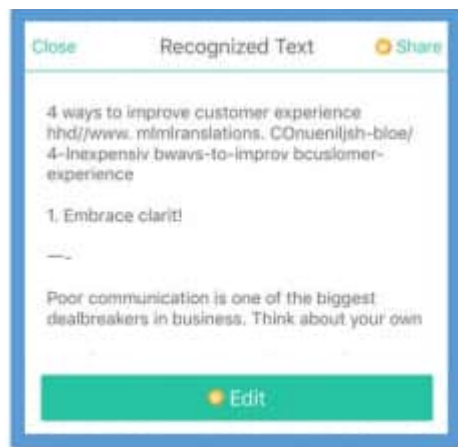 Close Recognized Text Share
4 ways to improve customer experience
hhd//www. mlmlranslations. COnueniljsh-bloe/
4-Inexpensiv bwavs-to-improv bcuslomer-
experience
1. Embrace clarit!
—-
Poor communication is one of the biggest
dealbreakers in business. Think about your own
Edit